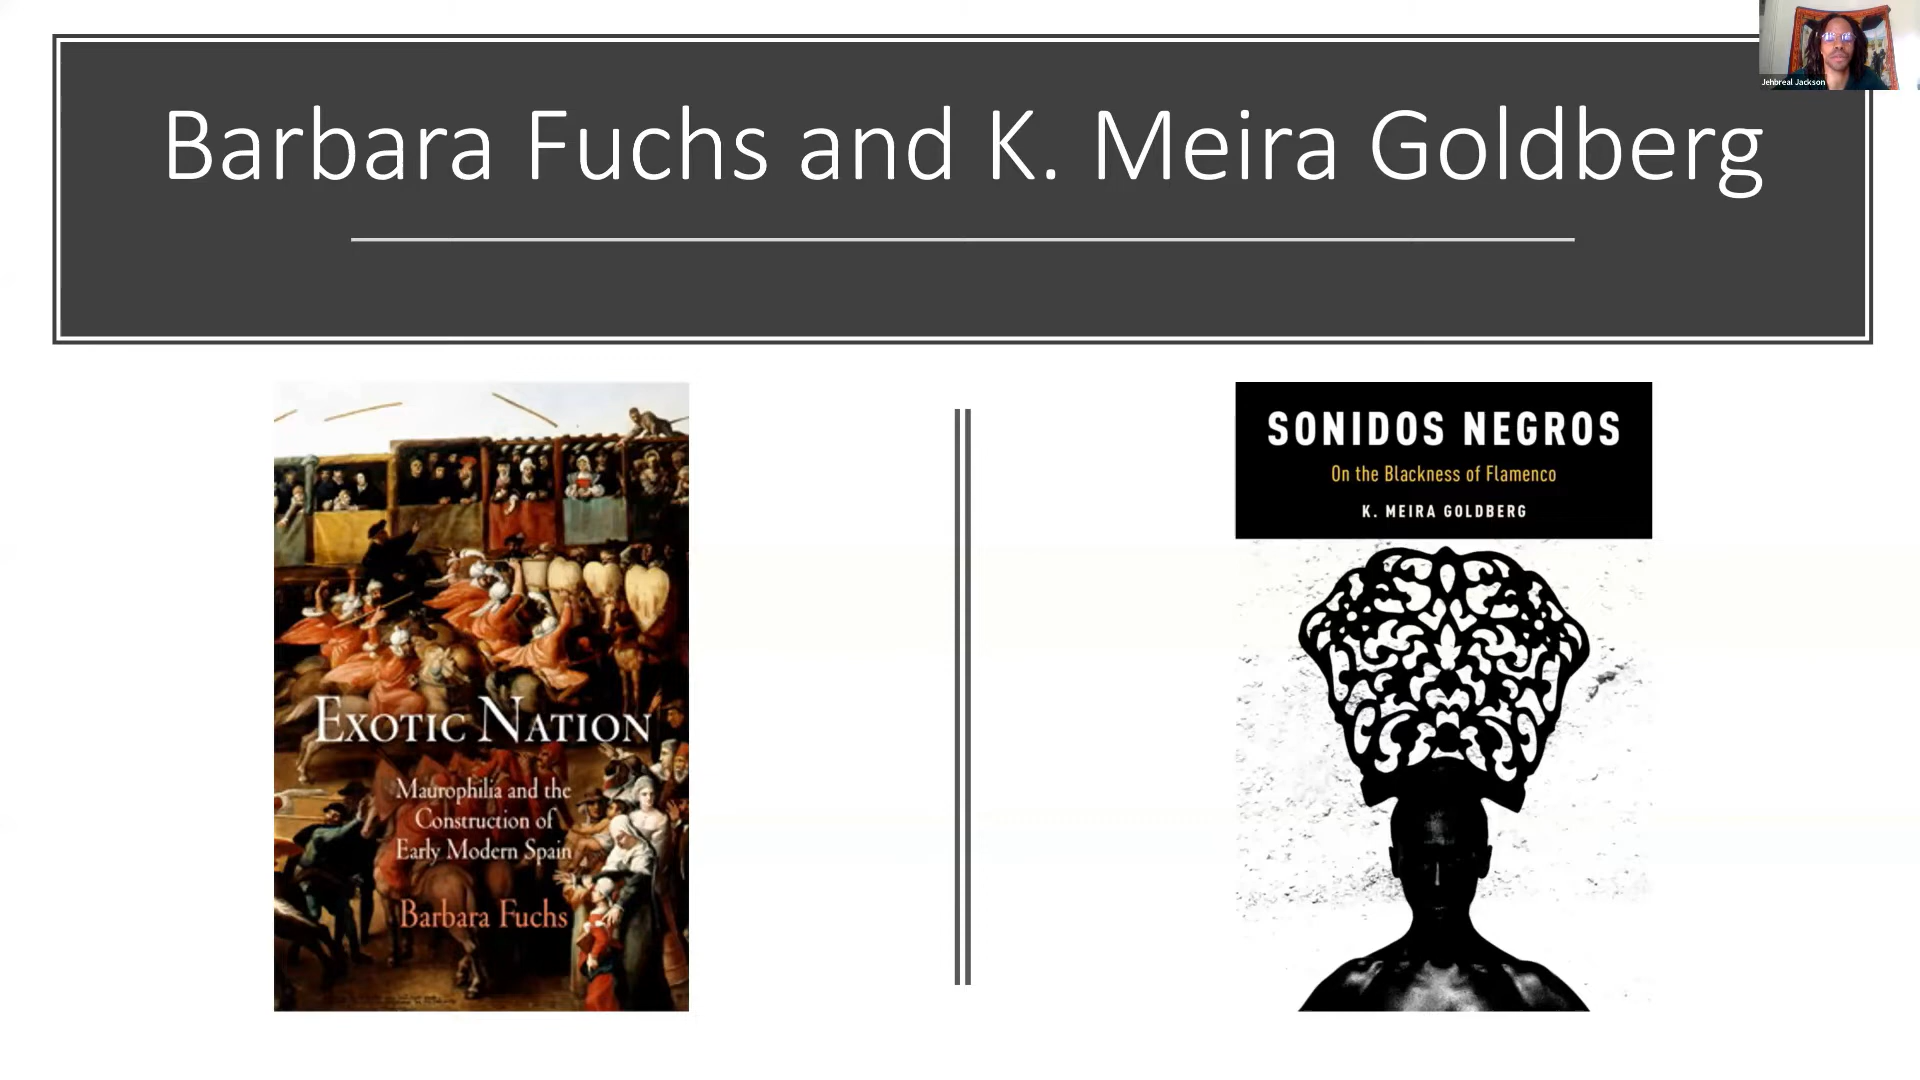 Jehbreal Jackson
Barbara Fuchs and K. Meira Goldberg
EXOTIC NATION
Maurophilia and the
Construction of
Early Modern Spain
Barbara Fuchs
SONIDOS NEGROS
On the Blackness of Flamenco
K. MEIRA GOLDBERG